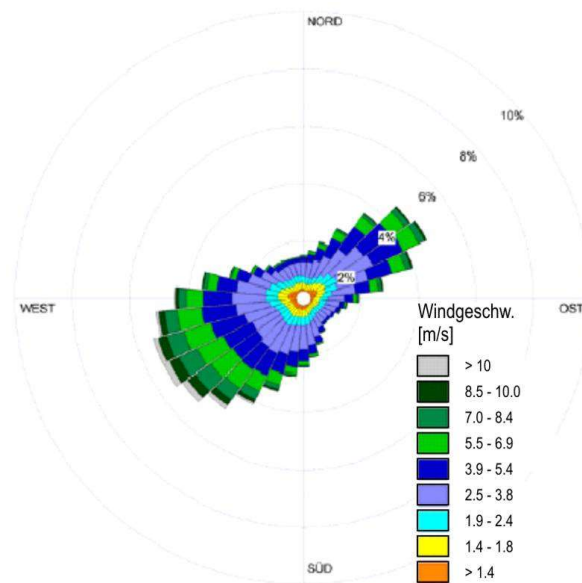 NORD
10%
8%
6%
4%
2%
WEST
OST
Windgeschw.
[m/s]
> 10
8.5 - 10.0
7.0 - 8.4
5.5 - 6.9
3.9 - 5.4
2.5 - 3.8
1.9 - 2.4
1.4 - 1.8
> 1.4
SÜD